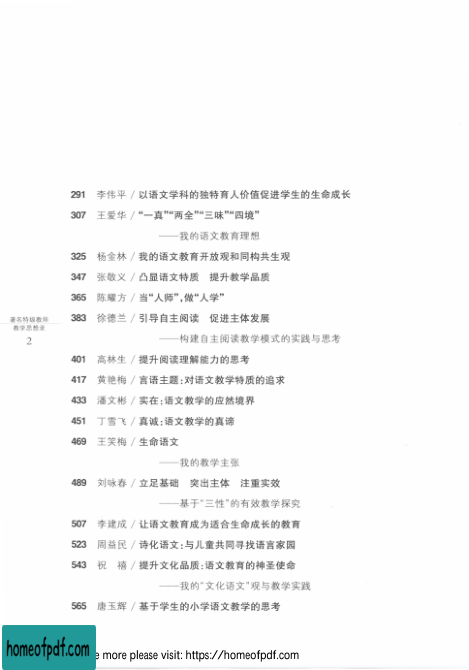 291 李伟平 / 以语文学科的独特育人价值促进学生的生命成长
307 王爱华 / “一真”“两全”“三味”“四境”
——我的语文教育理想
325 杨金林 / 我的语文教育开放观和同构共生观
347 张敬义 / 凸显语文特质 提升教学品质
365 陈耀方 / 当“人师”，做“人学”
383 徐德兰 / 引导自主阅读 促进主体发展
——构建自主阅读教学模式的实践与思考
著名特级教师
教学思想录
2
401 高林生 / 提升阅读理解能力的思考
417 黄艳梅 / 言语主题：对语文教学特质的追求
433 潘文彬 / 实在：语文教学的应然境界
451 丁雪飞 / 真诚：语文教学的真谛
469 王笑梅 / 生命语文
——我的教学主张
489 刘咏春 / 立足基础 突出主体 注重实效
——基于“三性”的有效教学探究
507 李建成 / 让语文教育成为适合生命成长的教育
523 周益民 / 诗化语文：与儿童共同寻找语言家园
543 祝 禧 / 提升文化品质：语文教育的神圣使命
——我的“文化语文”观与教学实践
565 唐玉辉 / 基于学生的小学语文教学的思考
homeofpdf.com
e more please visit: https://homeofpdf.com